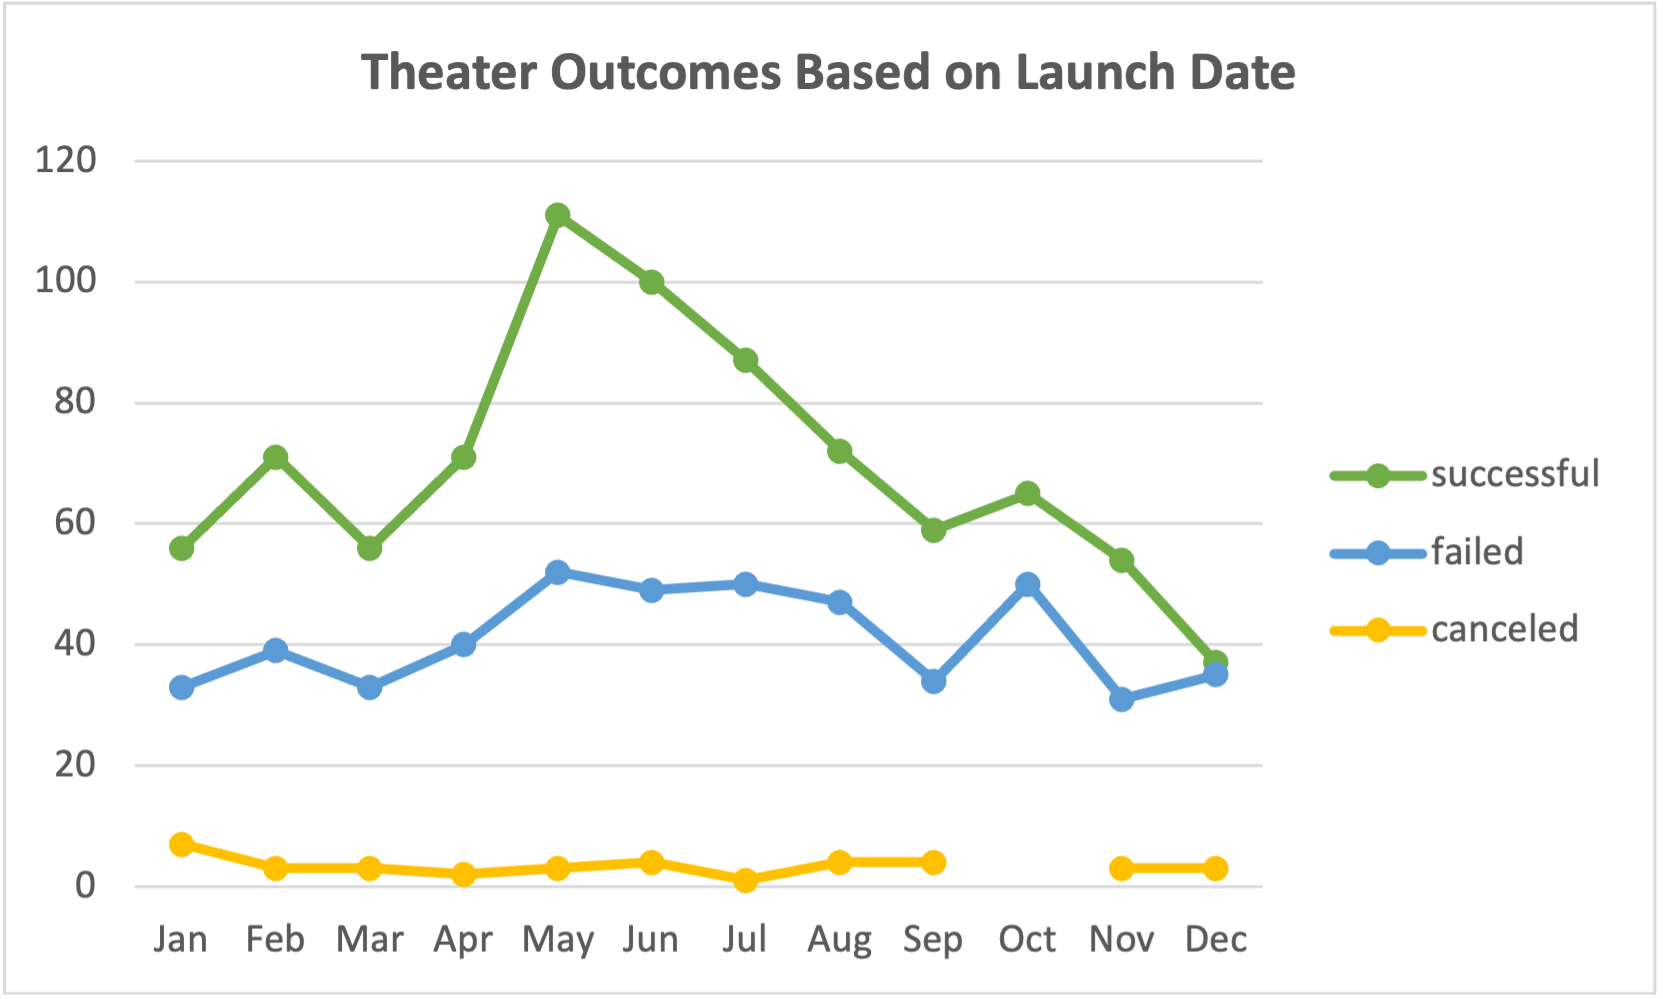 Theater Outcomes Based on Launch Date
120
100
80
60
40
20
0
successful
failed
canceled
Jan Feb Mar Apr May Jun Jul Aug Sep Oct Nov Dec